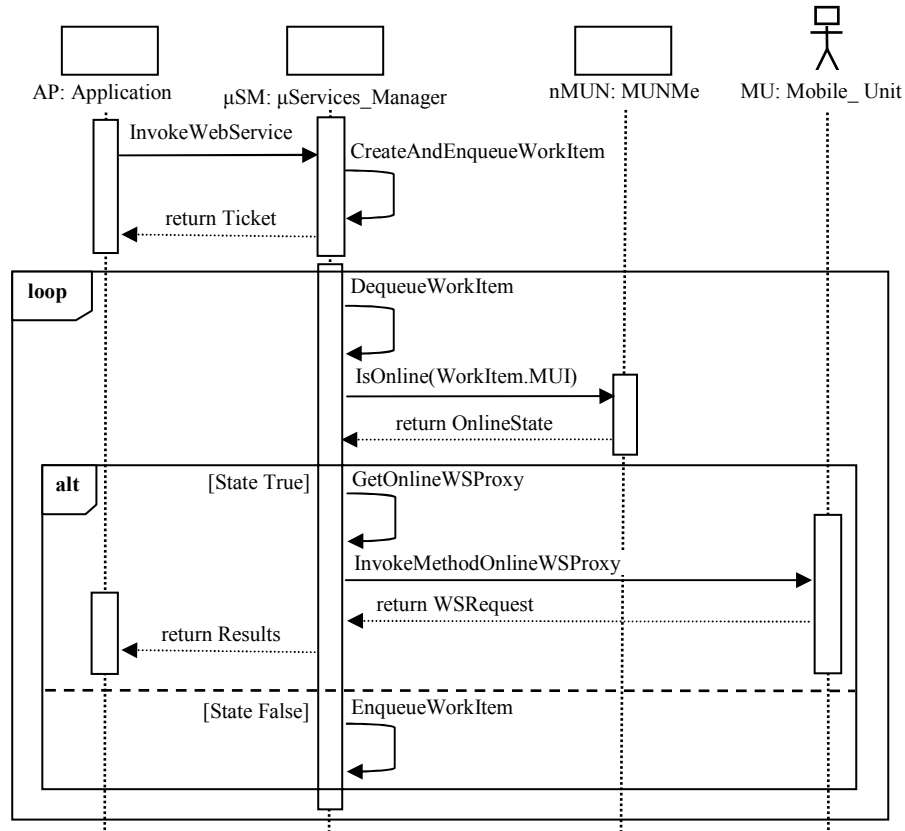 AP: Application
μSM: μServices_Manager
nMUN: MUNMe
MU: Mobile_ Unit
InvokeWebService
CreateAndEnqueueWorkItem
return Ticket
loop
DequeueWorkItem
IsOnline(WorkItem.MUI)
return OnlineState
alt
[State True]
GetOnlineWSProxy
InvokeMethodOnlineWSProxy
return WSRequest
return Results
[State False]
EnqueueWorkItem